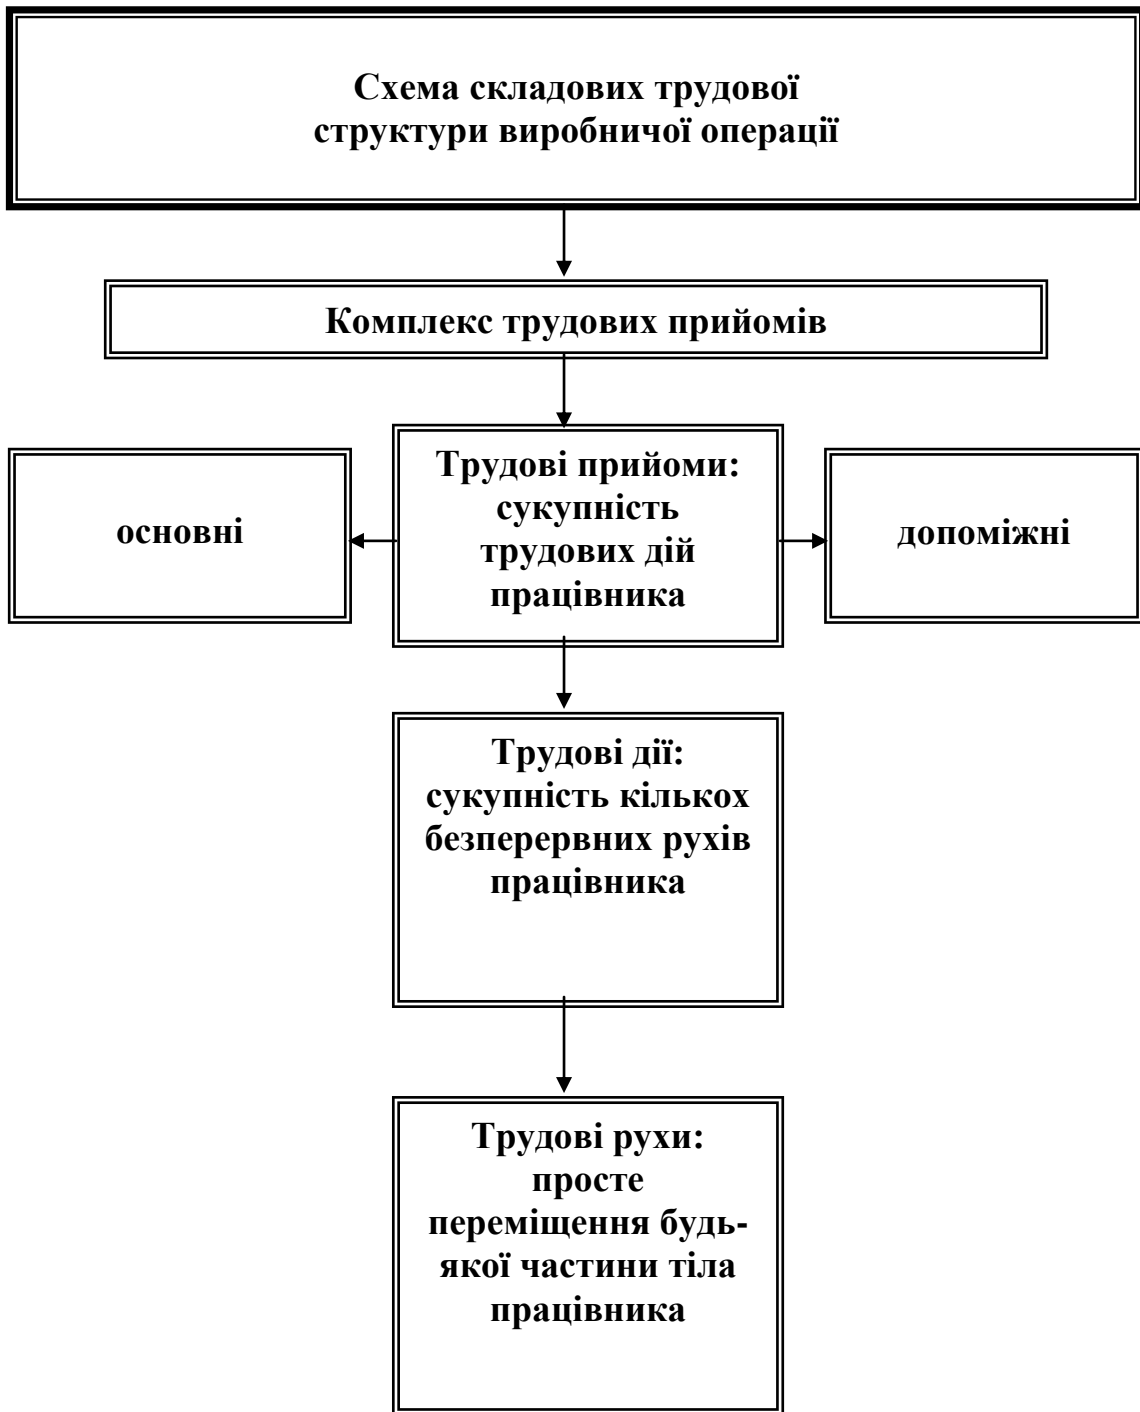 Схема складових трудової
структури виробничої операції
Комплекс трудових прийомів
основні
Трудові прийоми:
сукупність
трудових дій
працівника
допоміжні
Трудові дії:
сукупність кількох
безперервних рухів
працівника
Трудові рухи:
просте
переміщення будь-
якої частини тіла
працівника